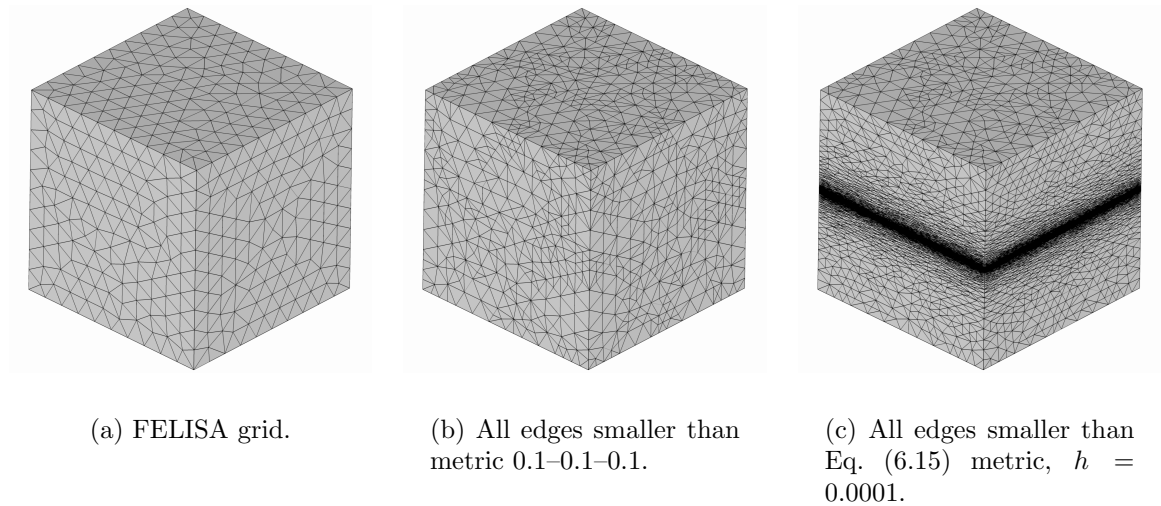 (a) FELISA grid.
(b) All edges smaller than
metric 0.1–0.1–0.1.
(c) All edges smaller than
Eq. (6.15) metric, h =
0.0001.